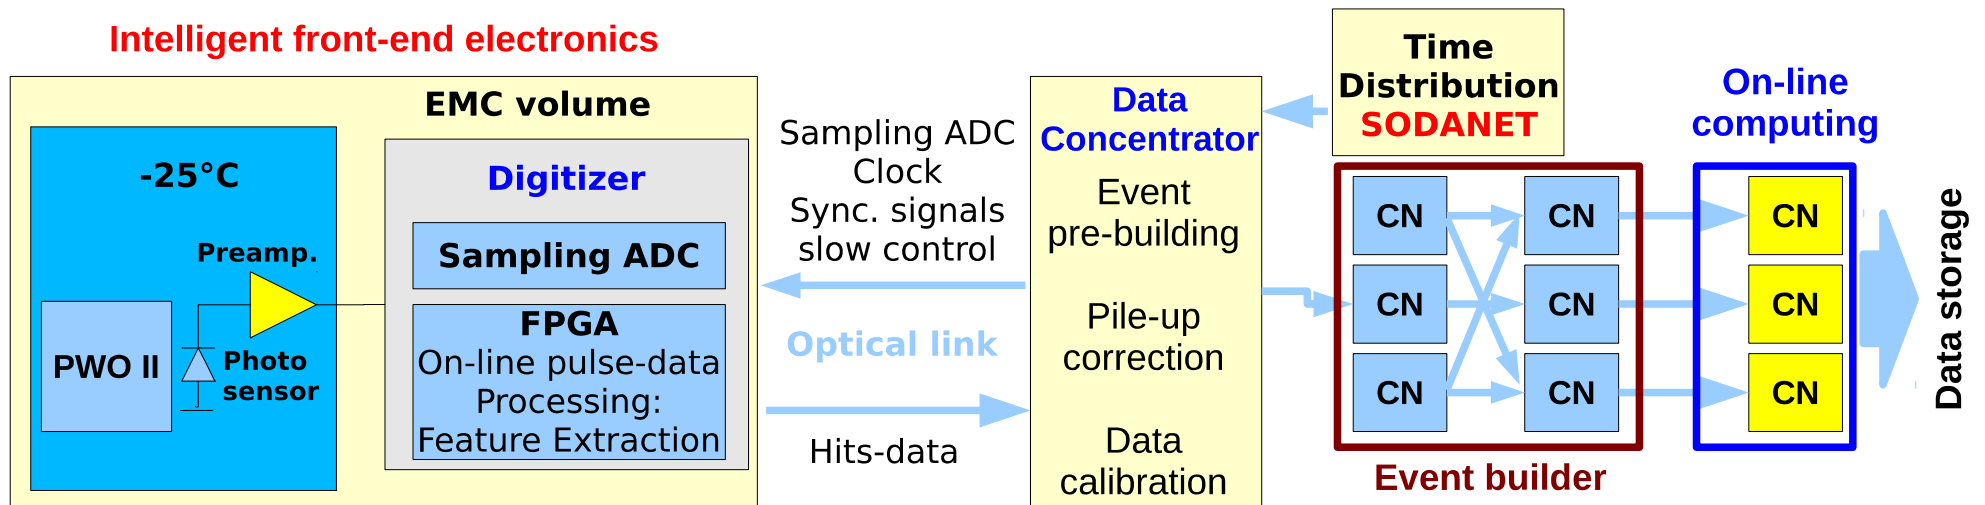 Intelligent front-end electronics
EMC volume
-25°C
Preamp.
PWO II
Photo
sensor
Digitizer
Sampling ADC
FPGA
On-line pulse-data
Processing:
Feature Extraction
Sampling ADC
Clock
Sync. signals
slow control
Optical link
Hits-data
Data
Concentrator
Event
pre-building
Pile-up
correction
Data
calibration
Time
Distribution
SODANET
CN
CN
CN
CN
CN
CN
Event builder
On-line
computing
CN
CN
CN
Data storage